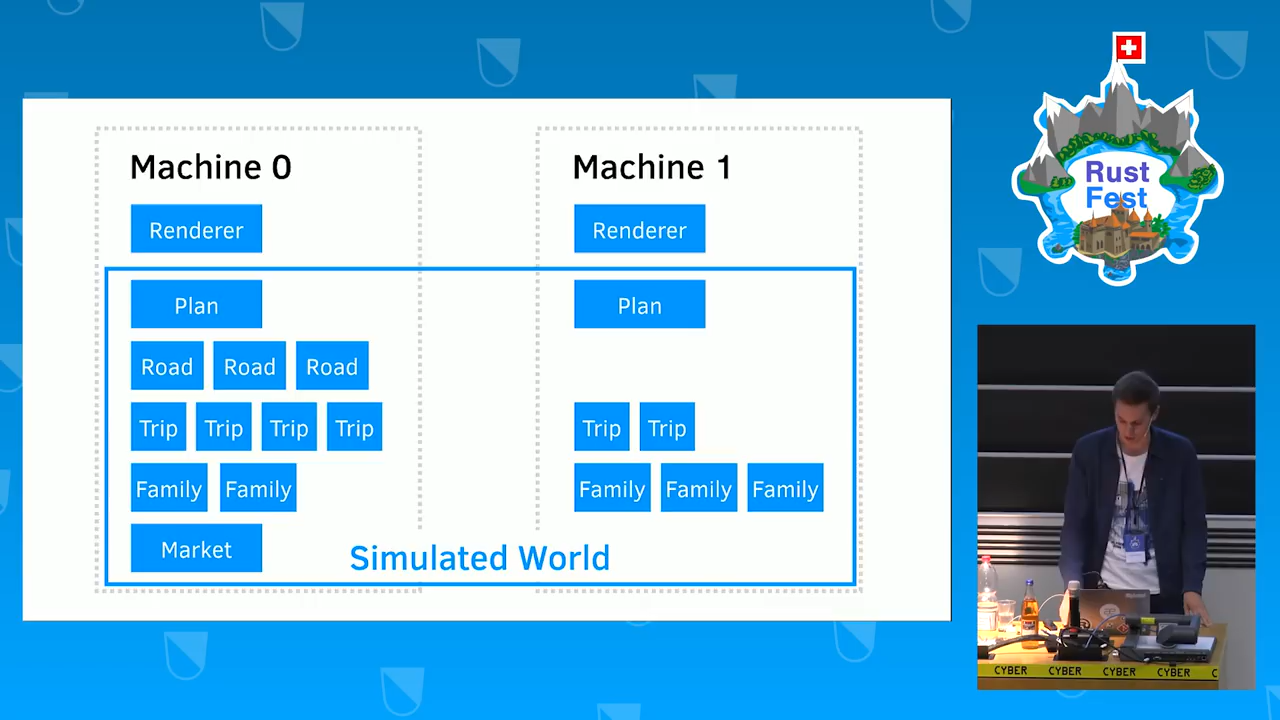 Machine 0
Renderer
Plan
Road Road Road
Trip Trip Trip Trip
Family Family
Market
Machine 1
Renderer
Plan
Trip Trip
Family Family Family
Simulated World
Rust
Fest
CYBER CYBER CYBER CYBER C